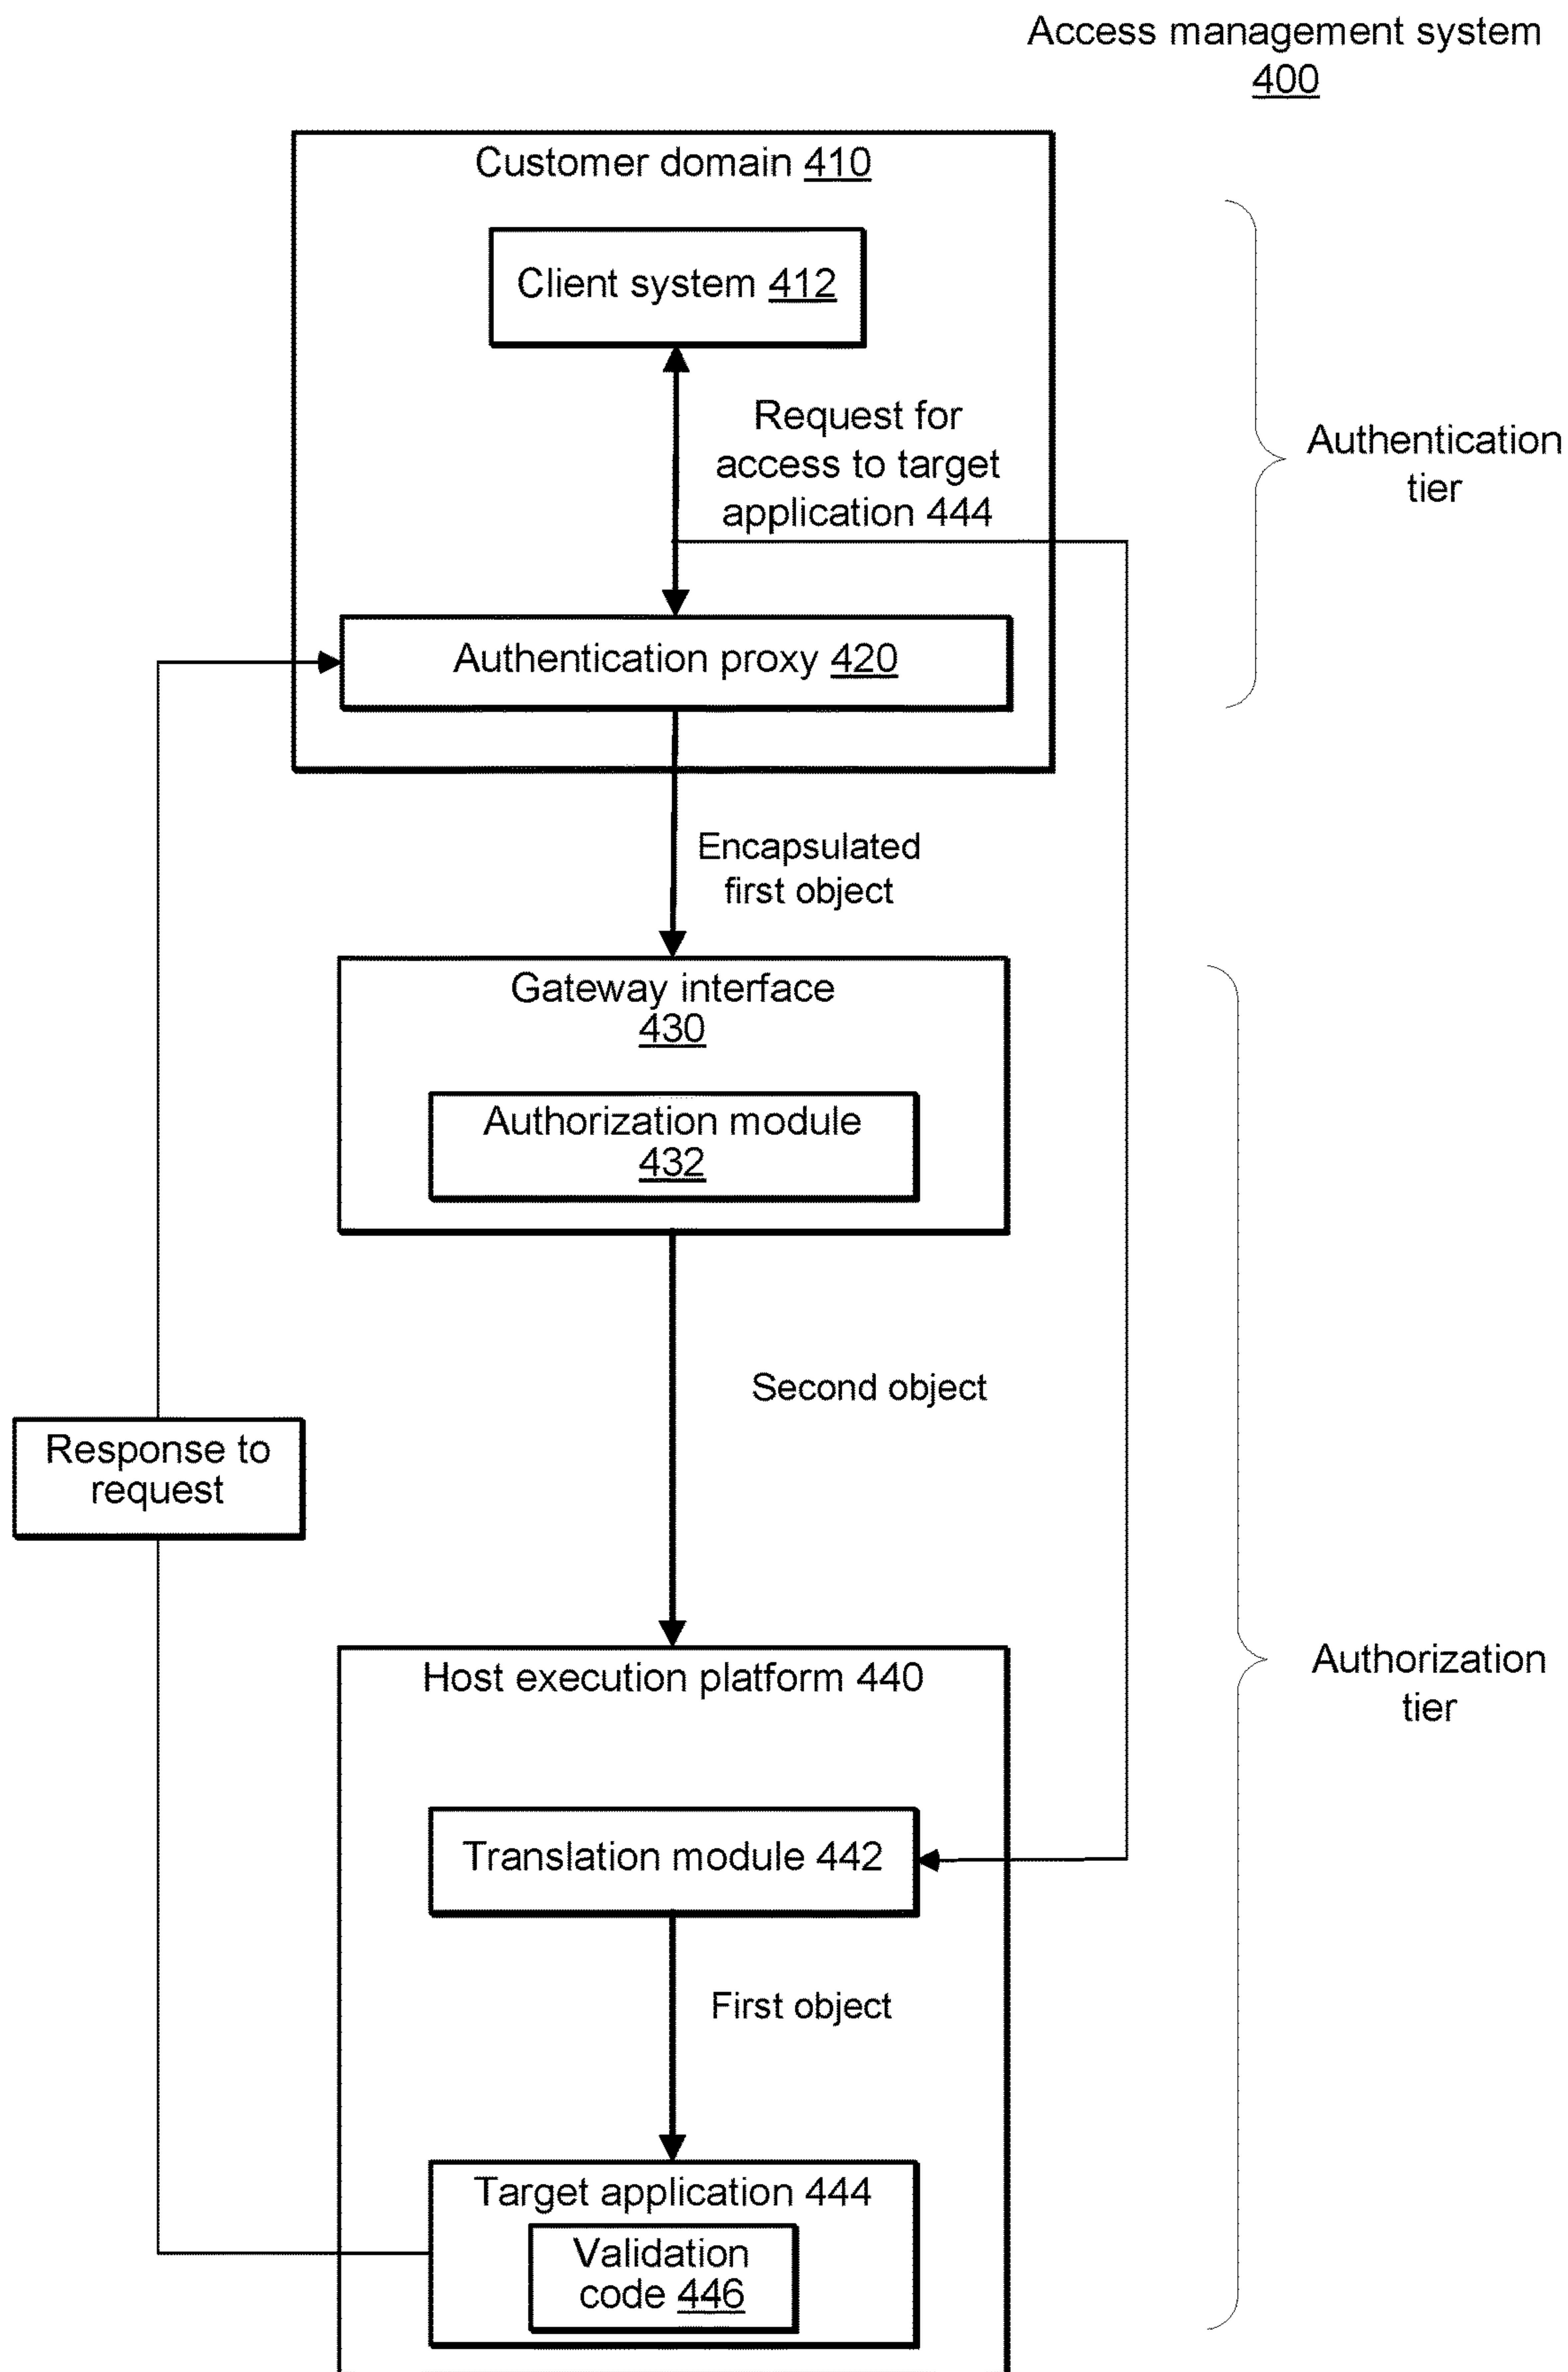 Access management system
400
Customer domain 410
Client system 412
Request for
access to target
application 444
Authentication
tier
Authentication proxy 420
Encapsulated
first object
Gateway interface
430
Authorization module
432
Second object
Response to
request
Host execution platform 440
Authorization
tier
Translation module 442
First object
Target application 444
Validation
code 446